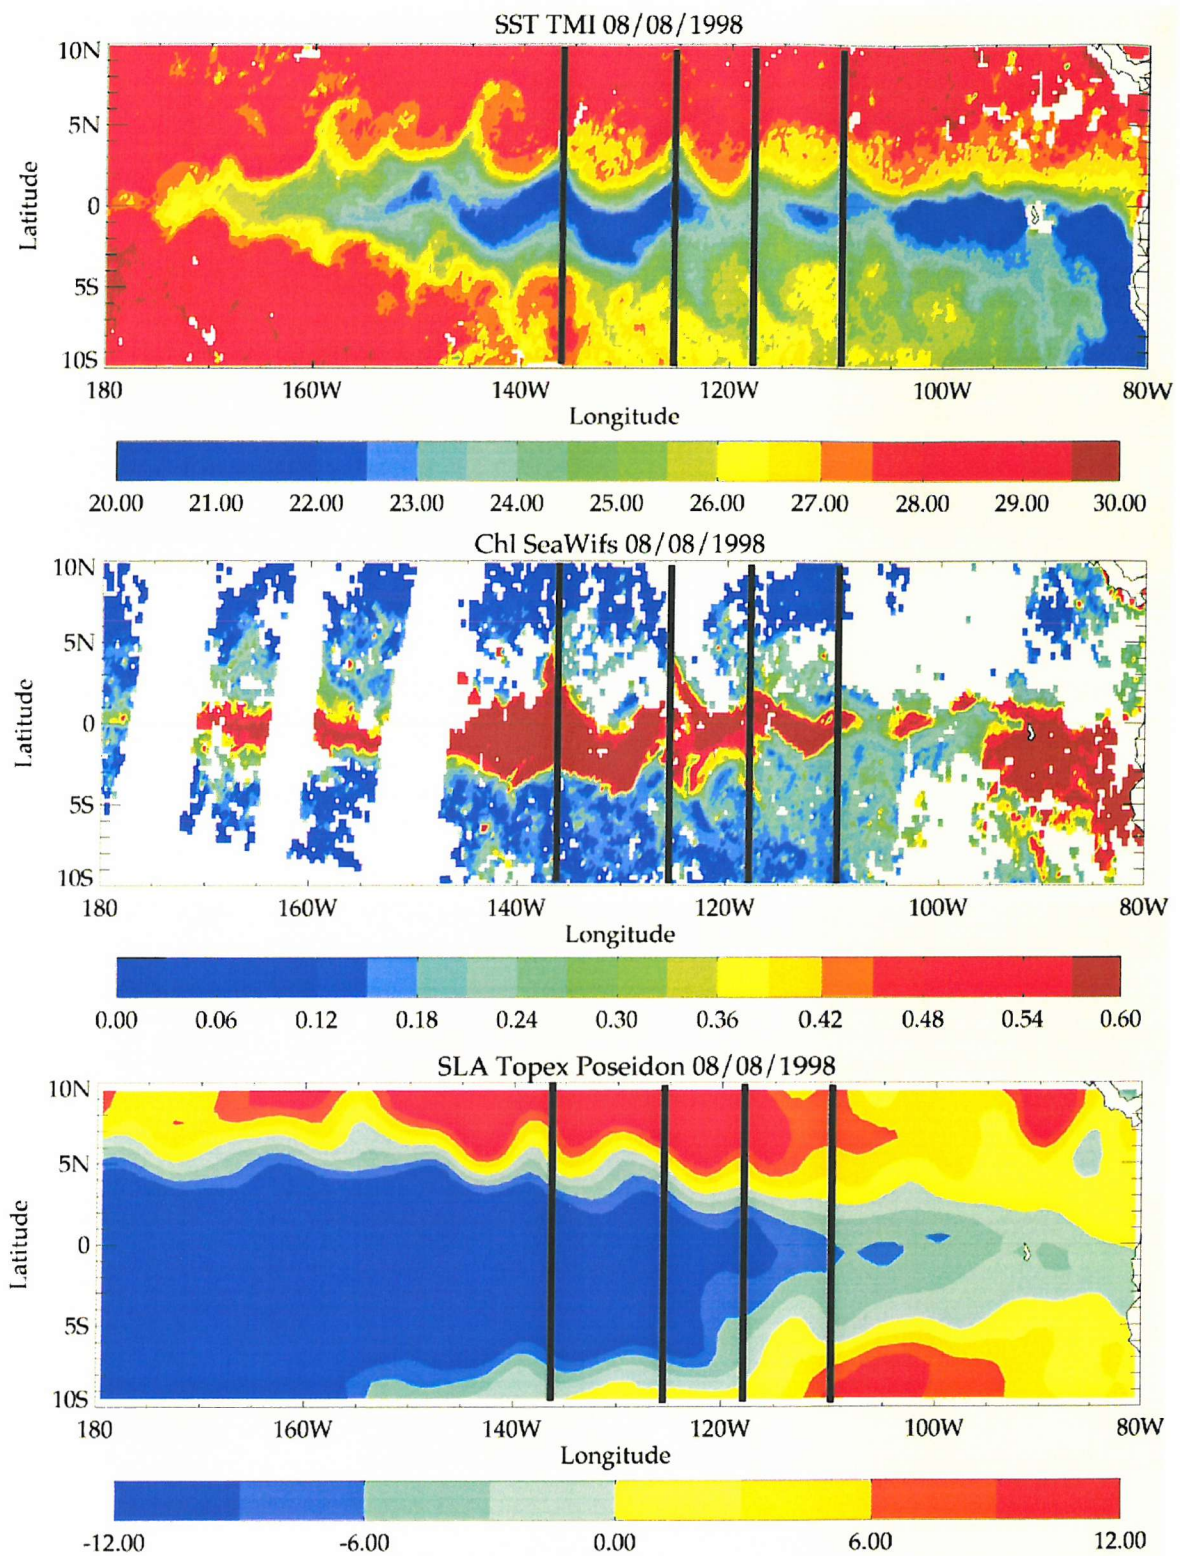 SST TMI 08/08/1998
10N
5N
0
5S
10S
Latitude
180 160W 140W 120W 100W 80W
Longitude
20.00 21.00 22.00 23.00 24.00 25.00 26.00 27.00 28.00 29.00 30.00
Chl SeaWifs 08/08/1998
10N
5N
0
5S
10S
Latitude
180 160W 140W 120W 100W 80W
Longitude
0.00 0.06 0.12 0.18 0.24 0.30 0.36 0.42 0.48 0.54 0.60
SLA Topex Poseidon 08/08/1998
10N
5N
0
5S
10S
Latitude
180 160W 140W 120W 100W 80W
Longitude
-12.00 -6.00 0.00 6.00 12.00